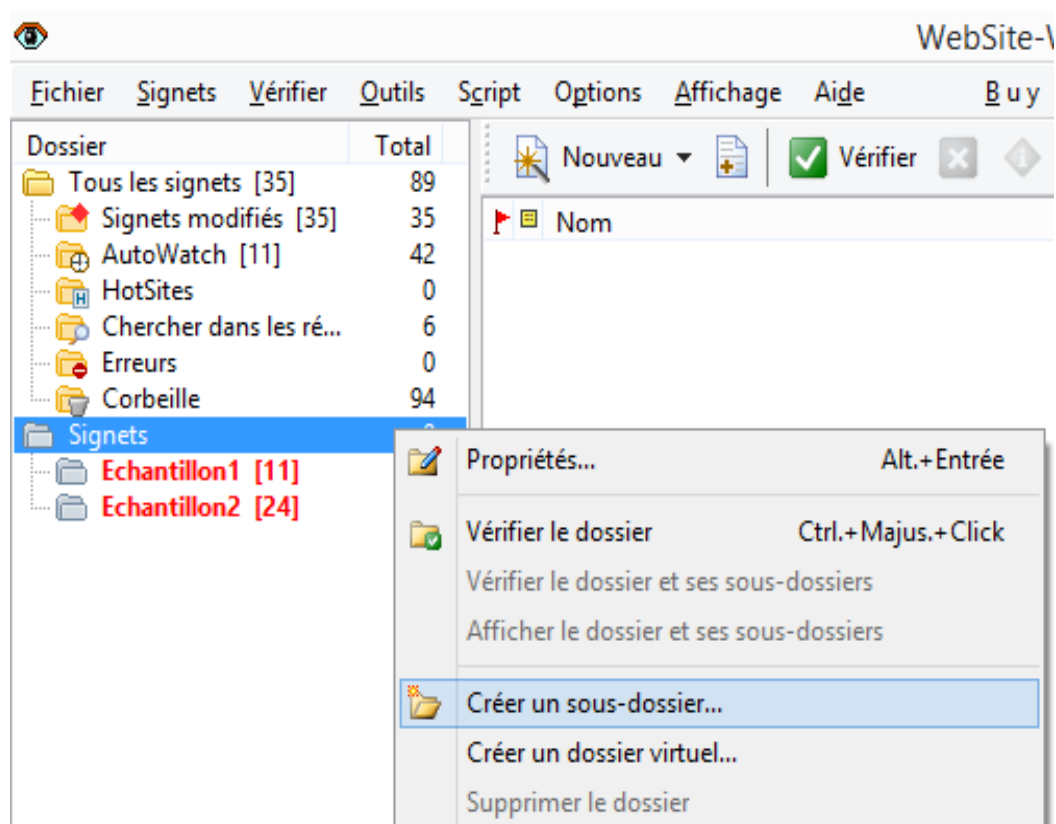 WebSite-
Fichier Signets Vérifier Outils Script Options Affichage Aide Buy
Dossier Total
Nouveau Vérifier
Tous les signets [35] 89
Signets modifiés [35] 35
Nom
AutoWatch [11] 42
HotSites 0
Chercher dans les ré... 6
Erreurs 0
Corbeille 94
Signets
Echantillon1 [11]
Echantillon2 [24]
Propriétés... Alt.+Entrée
Vérifier le dossier Ctrl.+Majus.+Click
Vérifier le dossier et ses sous-dossiers
Afficher le dossier et ses sous-dossiers
Créer un sous-dossier...
Créer un dossier virtuel...
Supprimer le dossier